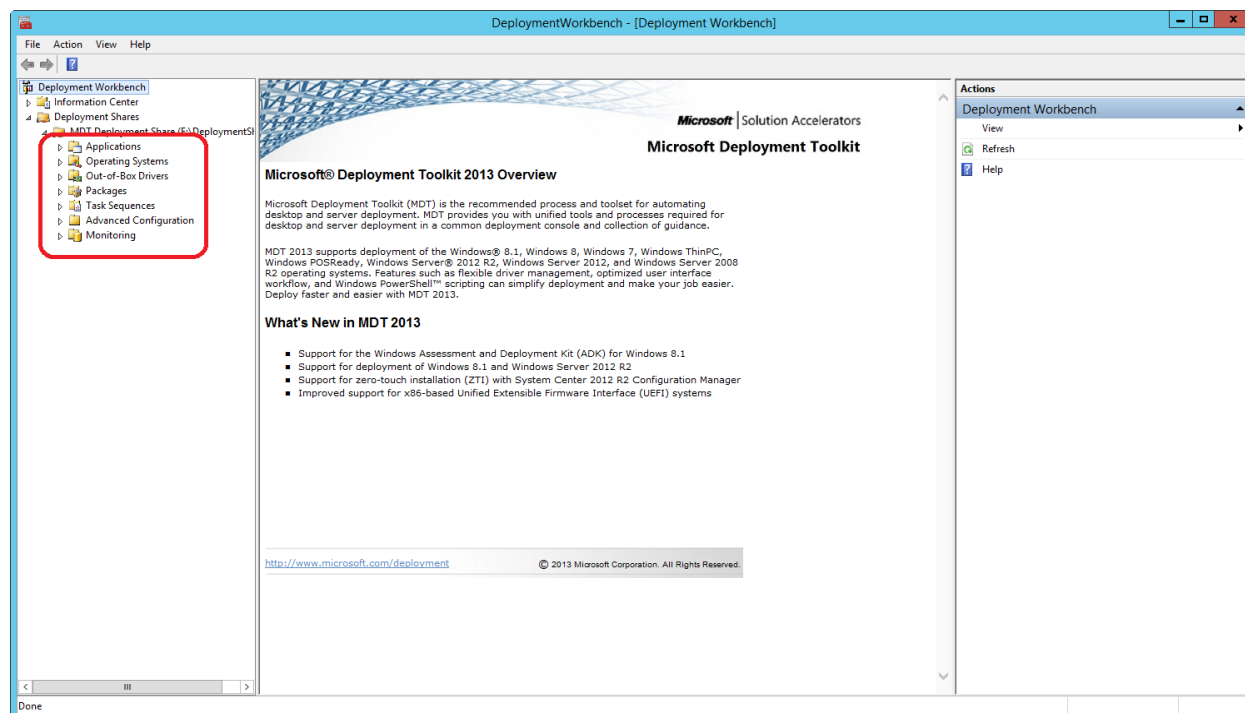 DeploymentWorkbench - [Deployment Workbench]
File Action View Help
Deployment Workbench
Information Center
Deployment Shares
MDT Deployment Share (E:\DeploymentSh
Applications
Operating Systems
Out-of-Box Drivers
Packages
Task Sequences
Advanced Configuration
Monitoring
Microsoft | Solution Accelerators
Microsoft Deployment Toolkit
Microsoft® Deployment Toolkit 2013 Overview
Microsoft Deployment Toolkit (MDT) is the recommended process and toolset for automating
desktop and server deployment. MDT provides you with unified tools and processes required for
desktop and server deployment in a common deployment console and collection of guidance.
MDT 2013 supports deployment of the Windows® 8.1, Windows 8, Windows 7, Windows ThinPC,
Windows POSReady, Windows Server® 2012 R2, Windows Server 2012, and Windows Server 2008
R2 operating systems. Features such as flexible driver management, optimized user interface
workflow, and Windows PowerShell™ scripting can simplify deployment and make your job easier.
Deploy faster and easier with MDT 2013.
What's New in MDT 2013
Support for the Windows Assessment and Deployment Kit (ADK) for Windows 8.1
Support for deployment of Windows 8.1 and Windows Server 2012 R2
Support for zero-touch installation (ZTI) with System Center 2012 R2 Configuration Manager
Improved support for x86-based Unified Extensible Firmware Interface (UEFI) systems
http://www.microsoft.com/deployment
© 2013 Microsoft Corporation. All Rights Reserved.
Actions
Deployment Workbench
View
Refresh
Help
Done